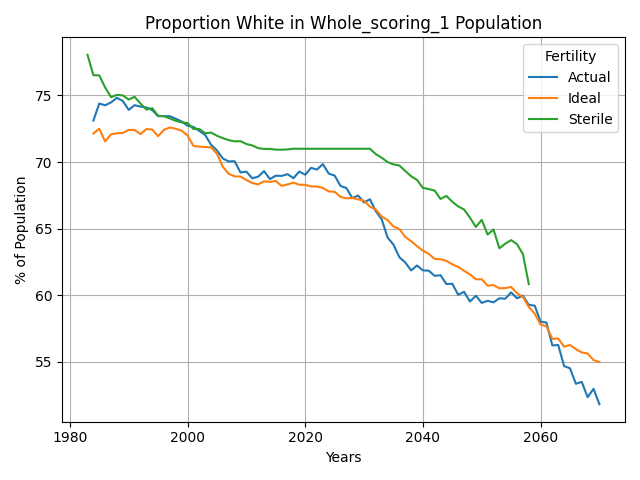 Proportion White in Whole_scoring_1 Population
Fertility
Actual
Ideal
Sterile
% of Population
75
70
65
60
55
1980
2000
2020
2040
2060
Years